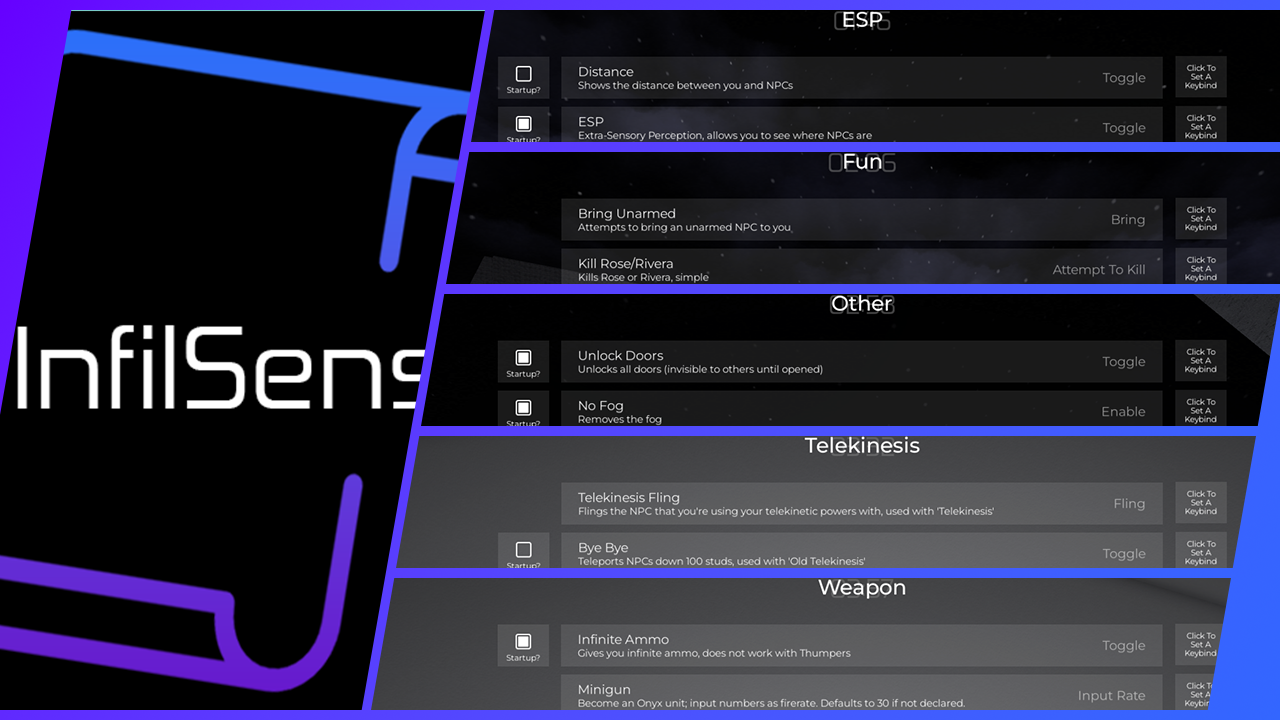 InfilSens
ESP
Startup?
Distance
Shows the distance between you and NPCs
Toggle
Click To
Set A
Keybind
Startup?
ESP
Extra-Sensory Perception, allows you to see where NPCs are
Toggle
Click To
Set A
Keybind
Fun
Bring Unarmed
Attempts to bring an unarmed NPC to you
Bring
Click To
Set A
Keybind
Kill Rose/Rivera
Kills Rose or Rivera, simple
Attempt To Kill
Click To
Set A
Keybind
Other
Startup?
Unlock Doors
Unlocks all doors (invisible to others until opened)
Toggle
Click To
Set A
Keybind
Startup?
No Fog
Removes the fog
Enable
Click To
Set A
Keybind
Telekinesis
Telekinesis Fling
Flings the NPC that you're using your telekinetic powers with, used with 'Telekinesis'
Fling
Click To
Set A
Keybind
Startup?
Bye Bye
Teleports NPCs down 100 studs, used with 'Old Telekinesis'
Toggle
Click To
Set A
Keybind
Weapon
Startup?
Infinite Ammo
Gives you infinite ammo, does not work with Thumpers
Toggle
Click To
Set A
Keybind
Minigun
Become an Onyx unit; input numbers as firerate. Defaults to 30 if not declared.
Input Rate
Click To
Set A
Keybin